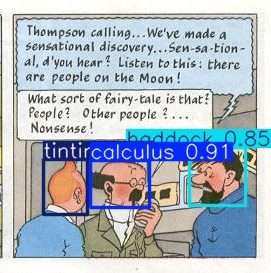 Thompson calling...We've made a
sensational discovery...Sen-sa-tion-
al, d'you hear? Listen to this: there
are people on the Moon!
What sort of fairy-tale is that?
People? Other people?...
Nonsense!
haddock 0.85
tintin
calculus 0.91